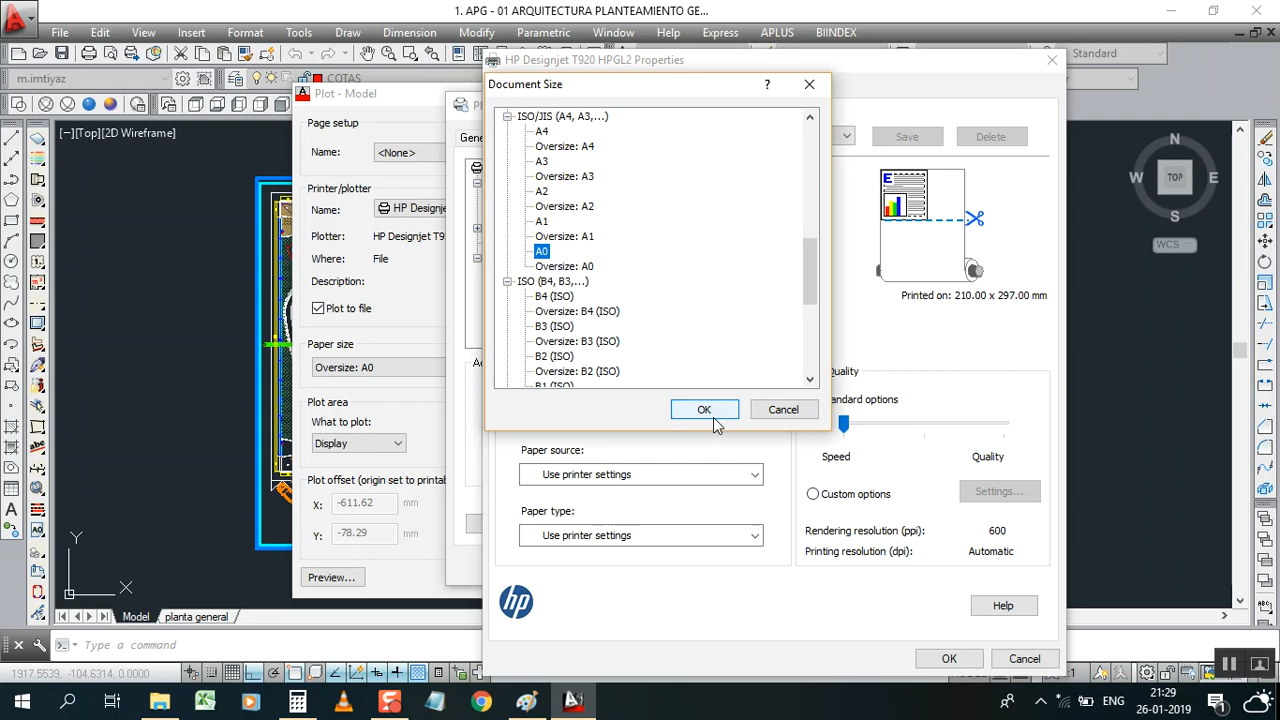 1. APG - 01 ARQUITECTURA PLANTEAMIENTO GE...
File Edit View Insert Format Tools Draw Dimension Modify Parametric Window Help Express APLUS BIINDEX
HP Designjet T920 HPGL2 Properties
Standard
m.imtiyaz
COTAS
Document Size
?
Plot - Model
[−][Top][2D Wireframe]
Page setup
Name: <None>
Printer/plotter
Name: HP Designje
Plotter: HP Designjet T9
Where: File
Description:
Plot to file
Paper size
Oversize: A0
Plot area
What to plot:
Display
Plot offset (origin set to printal
X: -611.62 mm
Y: -78.29 mm
Preview...
Gene
ISO/JIS (A4, A3,...)
A4
Oversize: A4
A3
Oversize: A3
A2
Oversize: A2
A1
Oversize: A1
A0
Oversize: A0
ISO (B4, B3,...)
B4 (ISO)
Oversize: B4 (ISO)
B3 (ISO)
Oversize: B3 (ISO)
B2 (ISO)
Oversize: B2 (ISO)
B1 (ISO)
OK Cancel
Save Delete
E
Printed on: 210.00 x 297.00 mm
Quality
Speed Quality
Custom options Settings...
Rendering resolution (ppi): 600
Printing resolution (dpi): Automatic
Paper source:
Use printer settings
Paper type:
Use printer settings
hp
Help
OK Cancel
N
W TOP E
S
WCS
Y
X
Model planta general
Type a command
1917.5539, -104.6314, 0.0000
ENG
21:29
26-01-2019
1